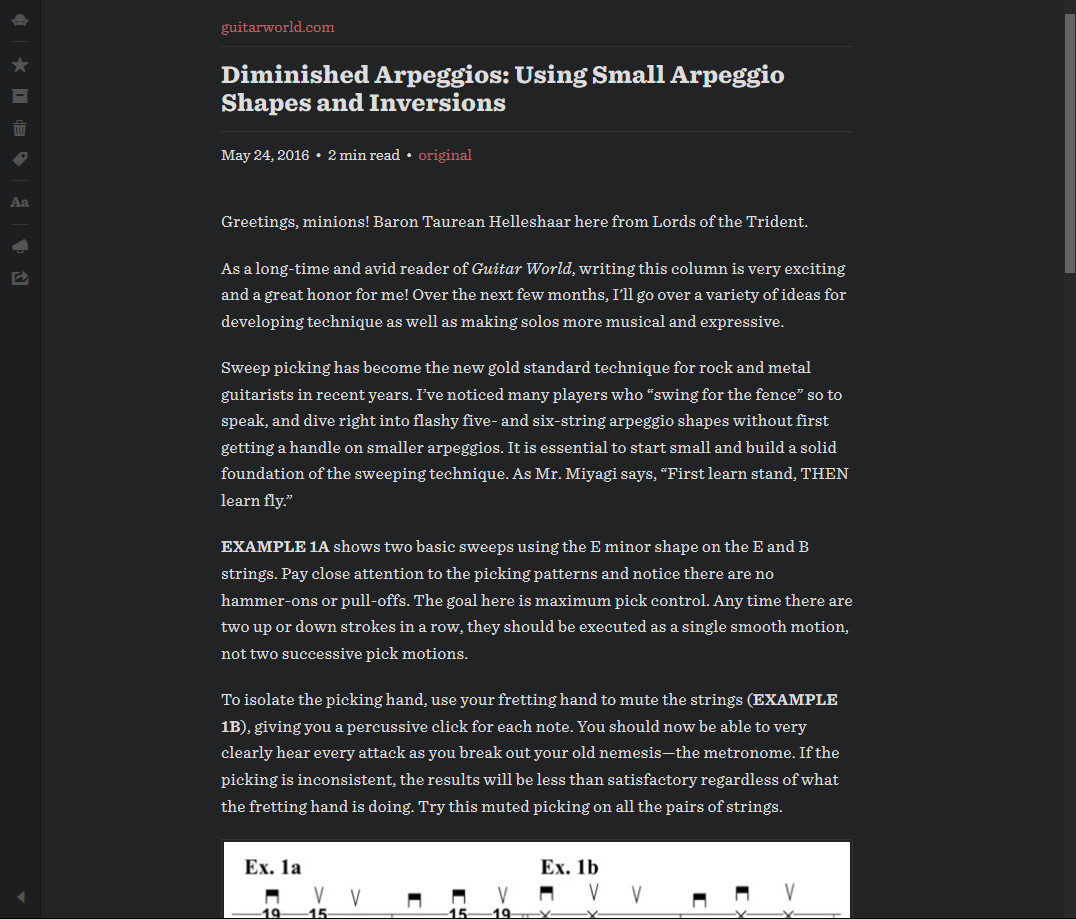 guitarworld.com
Diminished Arpeggios: Using Small Arpeggio
Shapes and Inversions
May 24, 2016 • 2 min read • original
Aa
Greetings, minions! Baron Taurean Helleshaar here from Lords of the Trident.
As a long-time and avid reader of Guitar World, writing this column is very exciting
and a great honor for me! Over the next few months, I’ll go over a variety of ideas for
developing technique as well as making solos more musical and expressive.
Sweep picking has become the new gold standard technique for rock and metal
guitarists in recent years. I’ve noticed many players who “swing for the fence” so to
speak, and dive right into flashy five- and six-string arpeggio shapes without first
getting a handle on smaller arpeggios. It is essential to start small and build a solid
foundation of the sweeping technique. As Mr. Miyagi says, “First learn stand, THEN
learn fly.”
EXAMPLE 1A shows two basic sweeps using the E minor shape on the E and B
strings. Pay close attention to the picking patterns and notice there are no
hammer-ons or pull-offs. The goal here is maximum pick control. Any time there are
two up or down strokes in a row, they should be executed as a single smooth motion,
not two successive pick motions.
To isolate the picking hand, use your fretting hand to mute the strings (EXAMPLE
1B), giving you a percussive click for each note. You should now be able to very
clearly hear every attack as you break out your old nemesis—the metronome. If the
picking is inconsistent, the results will be less than satisfactory regardless of what
the fretting hand is doing. Try this muted picking on all the pairs of strings.
Ex. 1a Ex. 1b
19 15 15 19